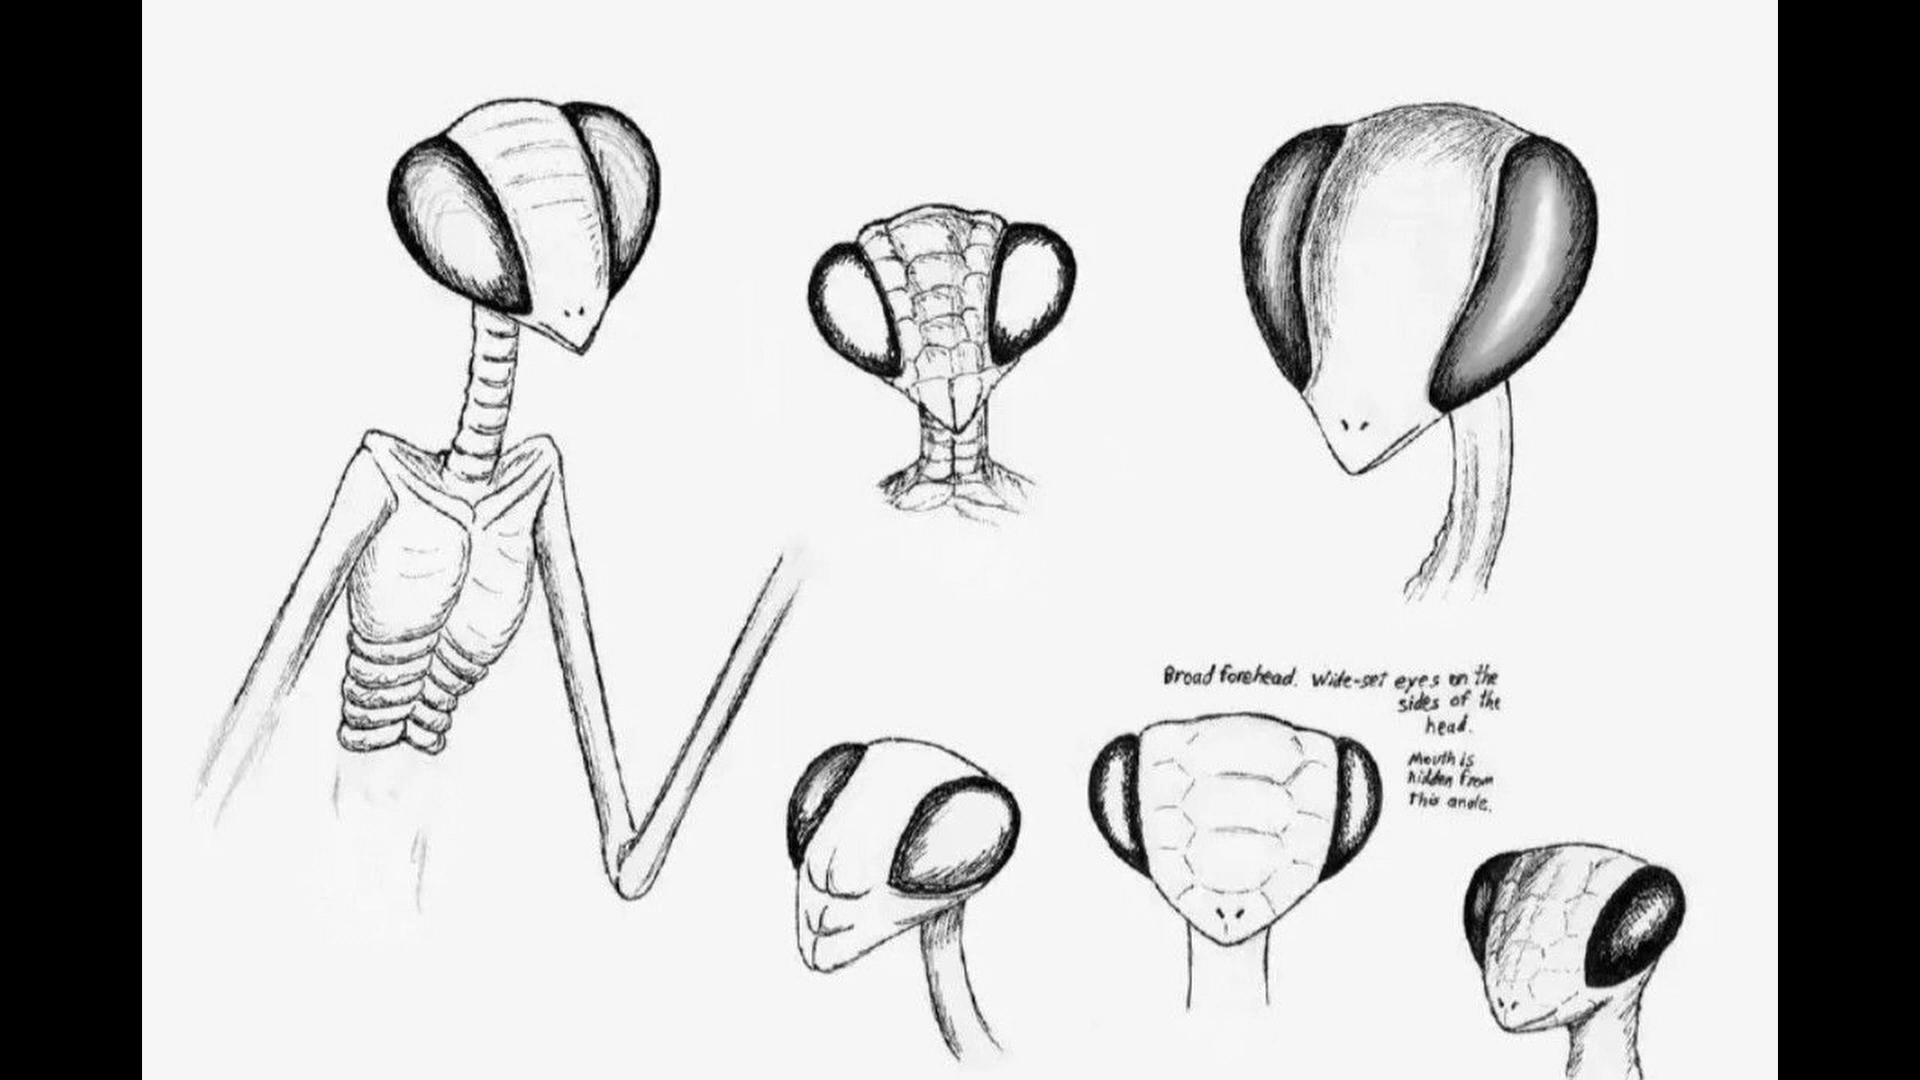 Broad forehead. Wide-set eyes on the
sides of the
head.
Mouth is
hidden from
this angle.